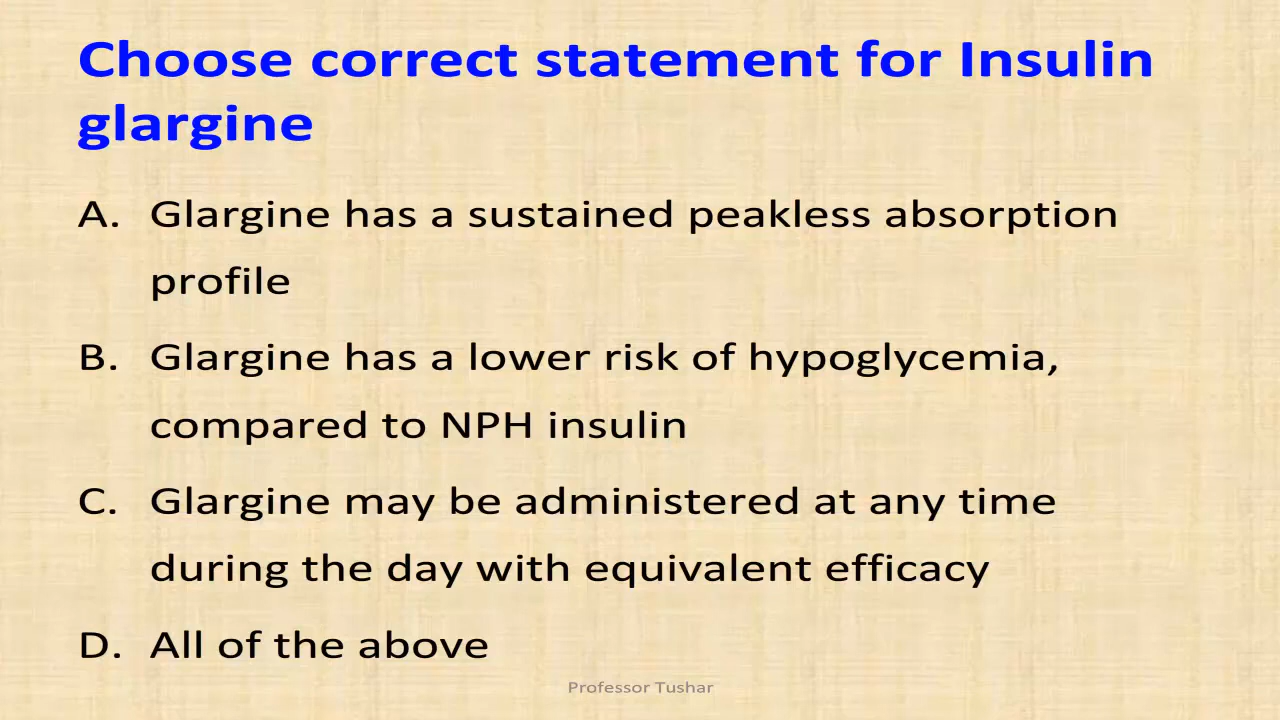 Choose correct statement for Insulin
glargine
A. Glargine has a sustained peakless absorption
profile
B. Glargine has a lower risk of hypoglycemia,
compared to NPH insulin
C. Glargine may be administered at any time
during the day with equivalent efficacy
D. All of the above
Professor Tushar